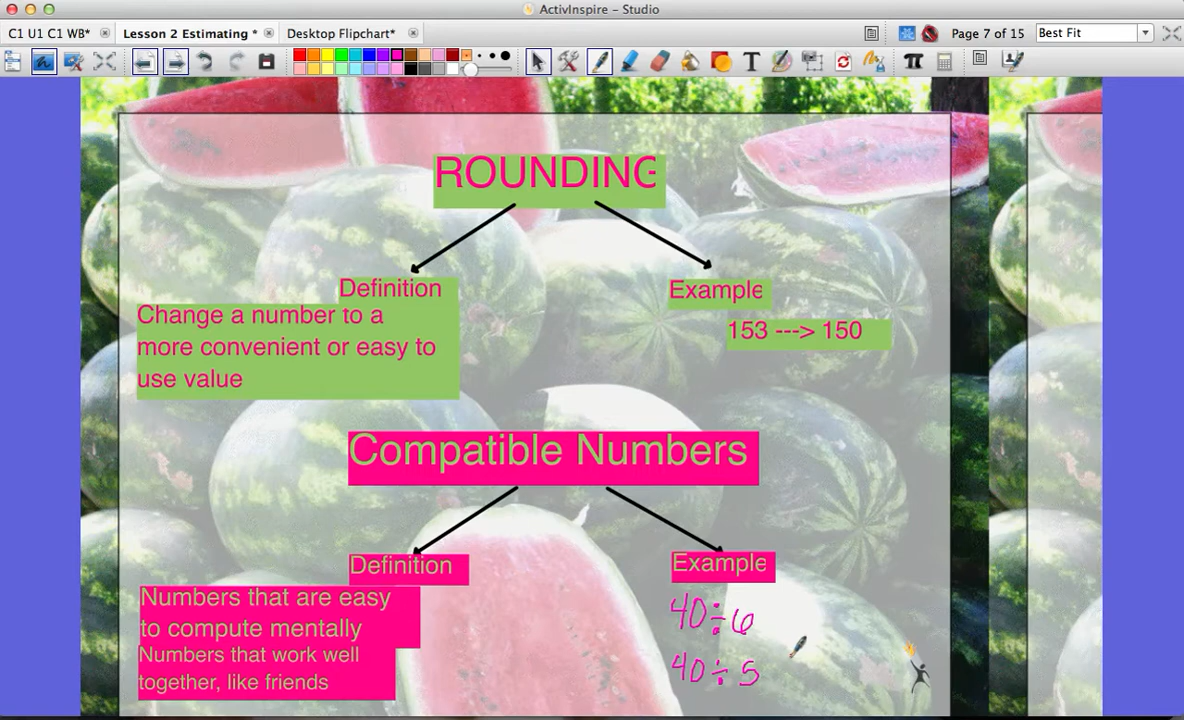 ActivInspire - Studio
C1 U1 C1 WB*
Lesson 2 Estimating *
Desktop Flipchart*
Page 7 of 15
Best Fit
ROUNDING
Definition
Example
Change a number to a
more convenient or easy to
use value
153 ---> 150
Compatible Numbers
Definition
Example
Numbers that are easy
to compute mentally
Numbers that work well
together, like friends
40÷6
40÷5